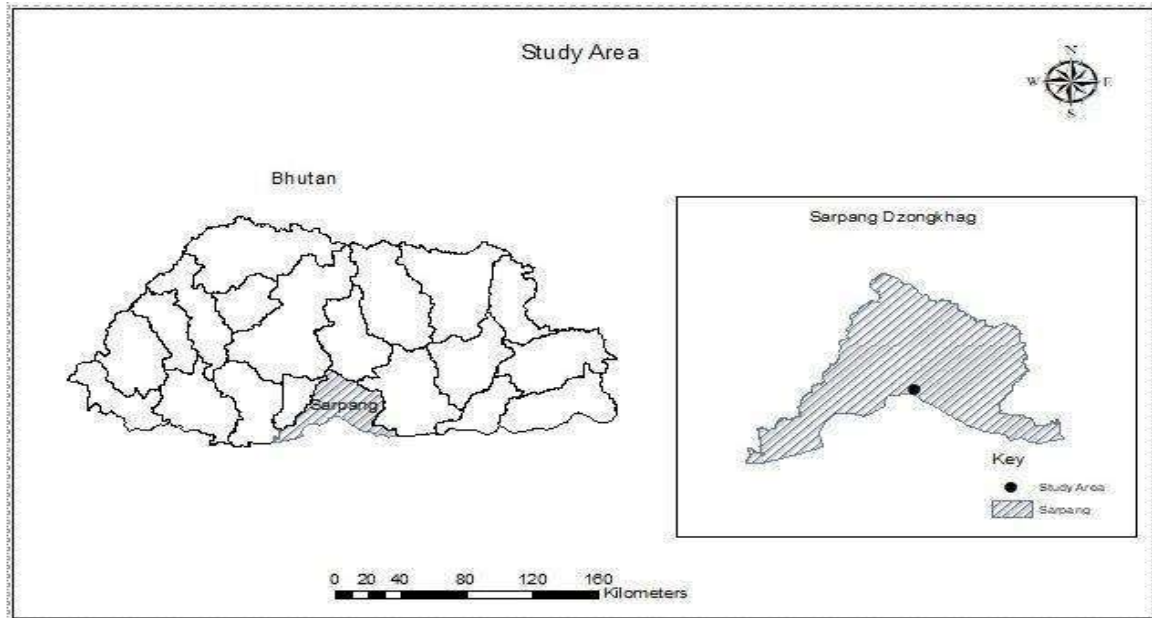 Study Area
N
W E
S
Bhutan
Sarpang
Sarpang Dzongkhag
Key
Study Area
Sarpang
0 20 40 80 120 160
Kilometers